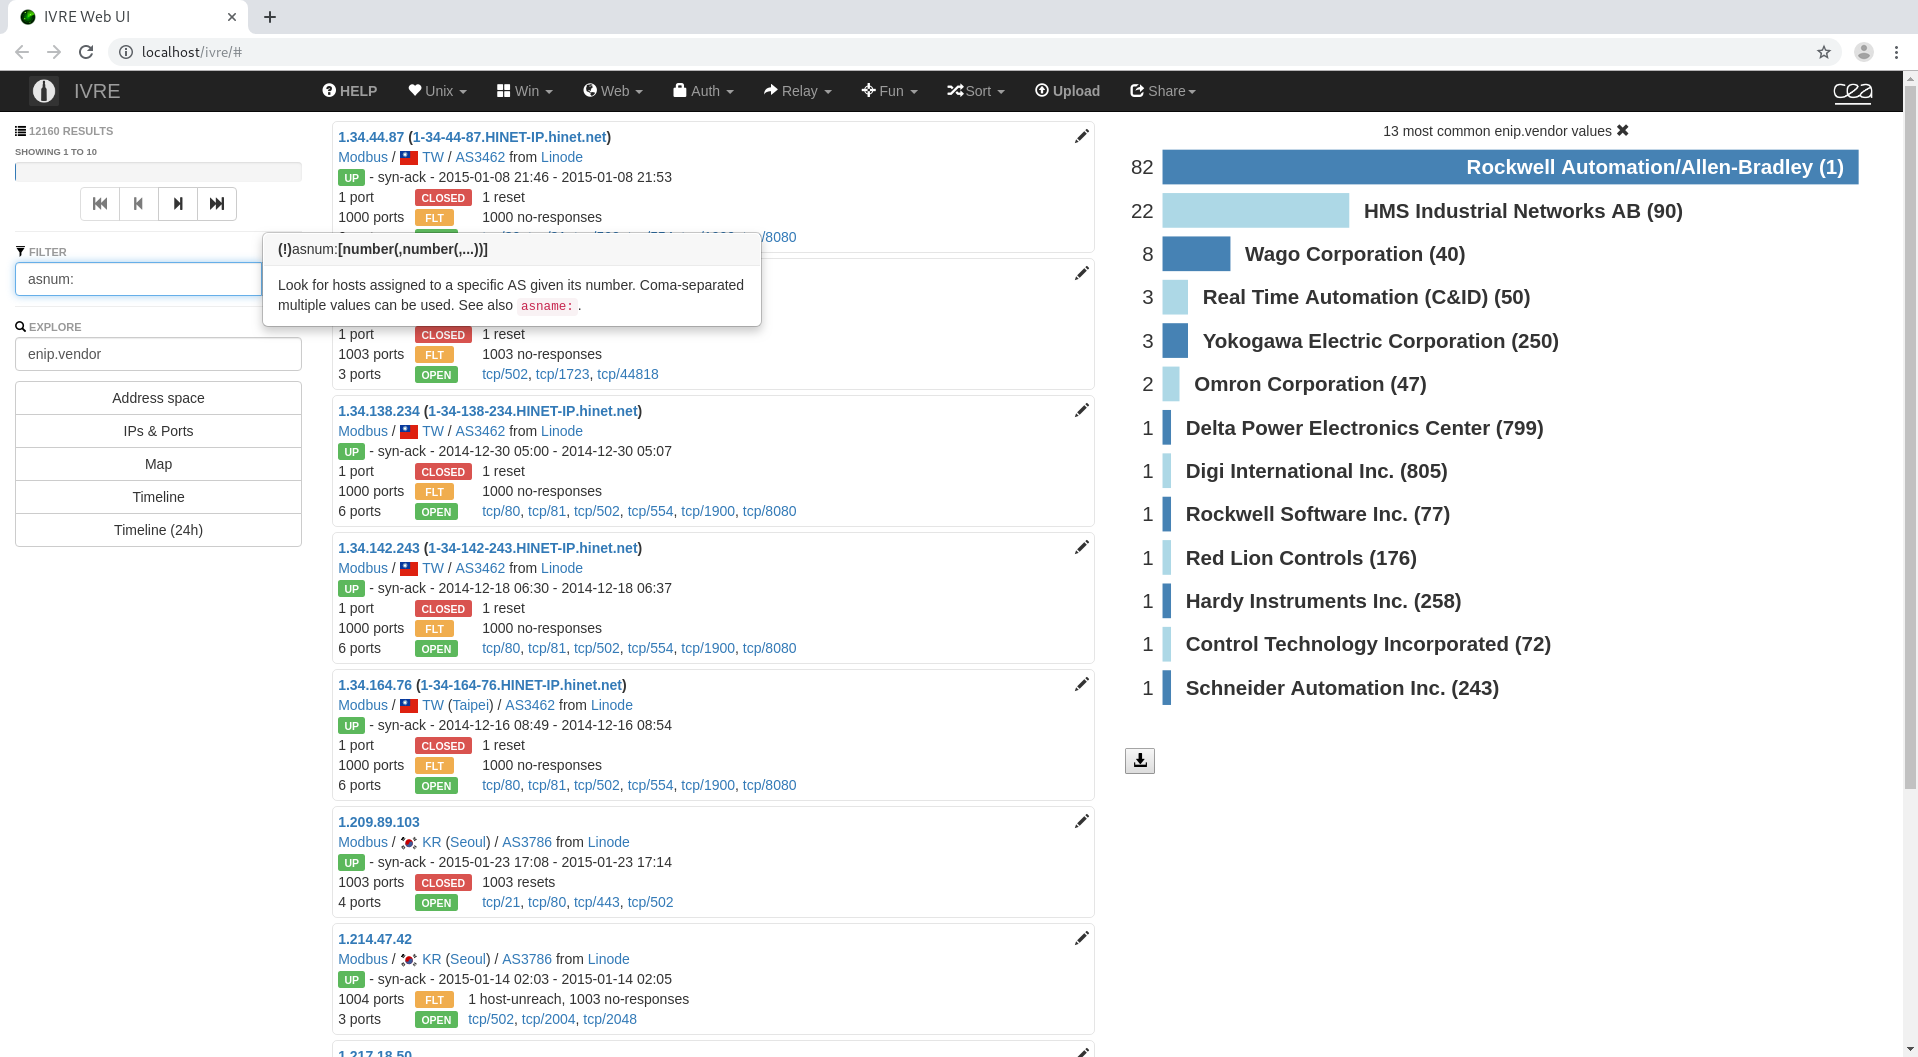 IVRE Web UI
localhost/ivre/#
IVRE
HELP
Unix
Win
Web
Auth
Relay
Fun
Sort
Upload
Share
cea
12160 RESULTS
SHOWING 1 TO 10
FILTER
asnum:
EXPLORE
enip.vendor
Address space
IPs & Ports
Map
Timeline
Timeline (24h)
1.34.44.87 (1-34-44-87.HINET-IP.hinet.net)
Modbus / TW / AS3462 from Linode
UP - syn-ack - 2015-01-08 21:46 - 2015-01-08 21:53
1 port CLOSED 1 reset
1000 ports FLT 1000 no-responses
/8080
(!)asnum:[number(,number(,...))]
Look for hosts assigned to a specific AS given its number. Coma-separated
multiple values can be used. See also asname:.
1 port CLOSED 1 reset
1003 ports FLT 1003 no-responses
3 ports OPEN tcp/502, tcp/1723, tcp/44818
1.34.138.234 (1-34-138-234.HINET-IP.hinet.net)
Modbus / TW / AS3462 from Linode
UP - syn-ack - 2014-12-30 05:00 - 2014-12-30 05:07
1 port CLOSED 1 reset
1000 ports FLT 1000 no-responses
6 ports OPEN tcp/80, tcp/81, tcp/502, tcp/554, tcp/1900, tcp/8080
1.34.142.243 (1-34-142-243.HINET-IP.hinet.net)
Modbus / TW / AS3462 from Linode
UP - syn-ack - 2014-12-18 06:30 - 2014-12-18 06:37
1 port CLOSED 1 reset
1000 ports FLT 1000 no-responses
6 ports OPEN tcp/80, tcp/81, tcp/502, tcp/554, tcp/1900, tcp/8080
1.34.164.76 (1-34-164-76.HINET-IP.hinet.net)
Modbus / TW (Taipei) / AS3462 from Linode
UP - syn-ack - 2014-12-16 08:49 - 2014-12-16 08:54
1 port CLOSED 1 reset
1000 ports FLT 1000 no-responses
6 ports OPEN tcp/80, tcp/81, tcp/502, tcp/554, tcp/1900, tcp/8080
1.209.89.103
Modbus / KR (Seoul) / AS3786 from Linode
UP - syn-ack - 2015-01-23 17:08 - 2015-01-23 17:14
1003 ports CLOSED 1003 resets
4 ports OPEN tcp/21, tcp/80, tcp/443, tcp/502
1.214.47.42
Modbus / KR (Seoul) / AS3786 from Linode
UP - syn-ack - 2015-01-14 02:03 - 2015-01-14 02:05
1004 ports FLT 1 host-unreach, 1003 no-responses
3 ports OPEN tcp/502, tcp/2004, tcp/2048
1.217.18.50
13 most common enip.vendor values
82 Rockwell Automation/Allen-Bradley (1)
22 HMS Industrial Networks AB (90)
8 Wago Corporation (40)
3 Real Time Automation (C&ID) (50)
3 Yokogawa Electric Corporation (250)
2 Omron Corporation (47)
1 Delta Power Electronics Center (799)
1 Digi International Inc. (805)
1 Rockwell Software Inc. (77)
1 Red Lion Controls (176)
1 Hardy Instruments Inc. (258)
1 Control Technology Incorporated (72)
1 Schneider Automation Inc. (243)